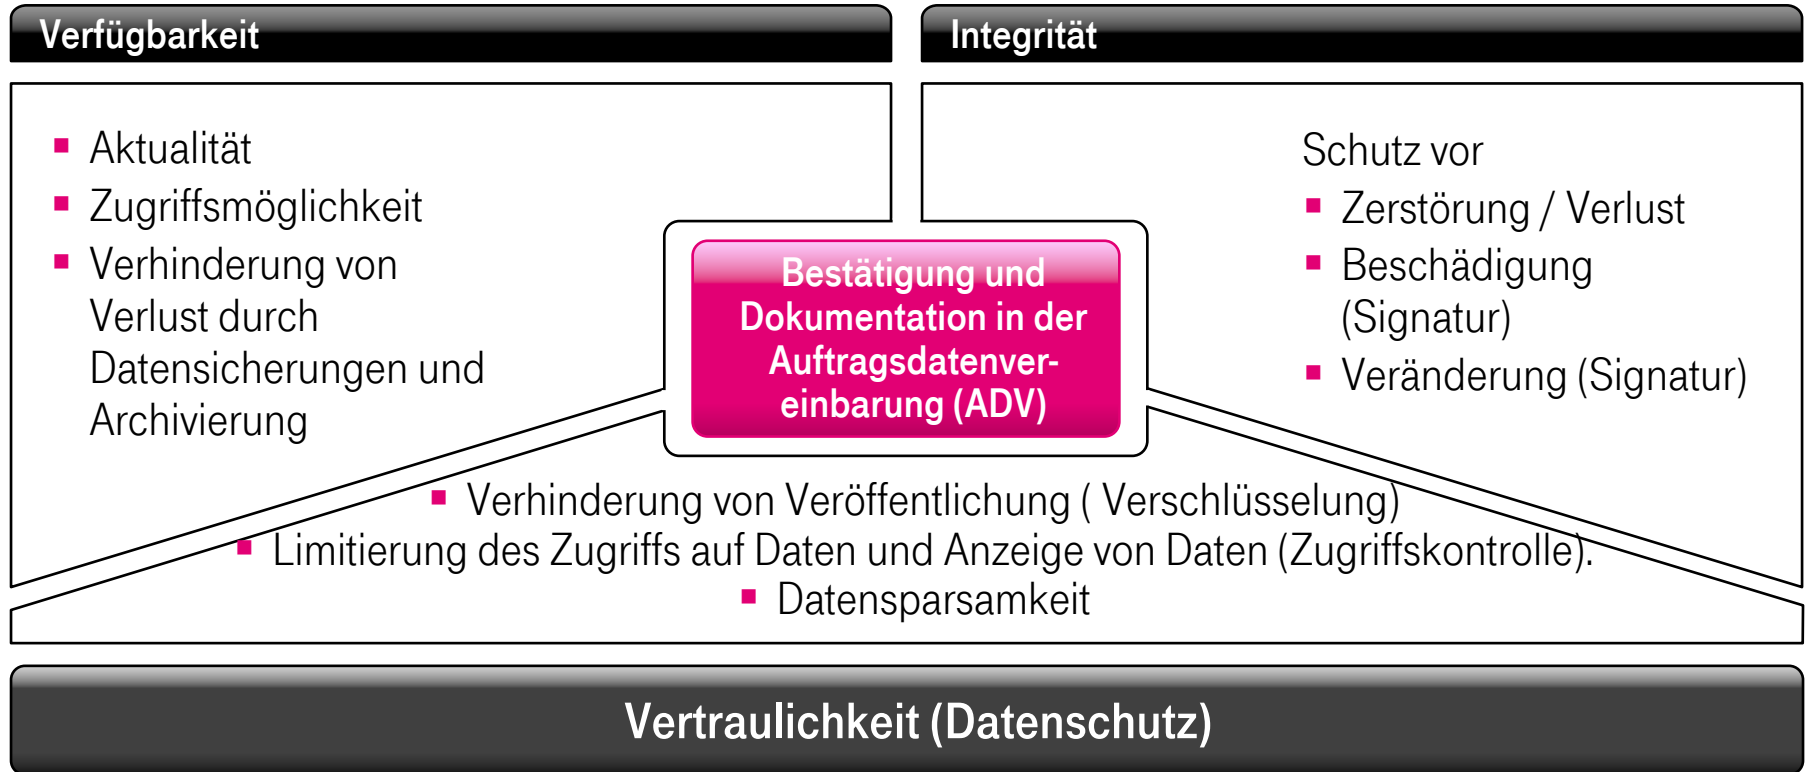 Verfügbarkeit
Integrität
▪ Aktualität
▪ Zugriffsmöglichkeit
▪ Verhinderung von
Verlust durch
Datensicherungen und
Archivierung
Schutz vor
▪ Zerstörung / Verlust
▪ Beschädigung
(Signatur)
▪ Veränderung (Signatur)
Bestätigung und
Dokumentation in der
Auftragsdatenver-
einbarung (ADV)
▪ Verhinderung von Veröffentlichung ( Verschlüsselung)
▪ Limitierung des Zugriffs auf Daten und Anzeige von Daten (Zugriffskontrolle).
▪ Datensparsamkeit
Vertraulichkeit (Datenschutz)